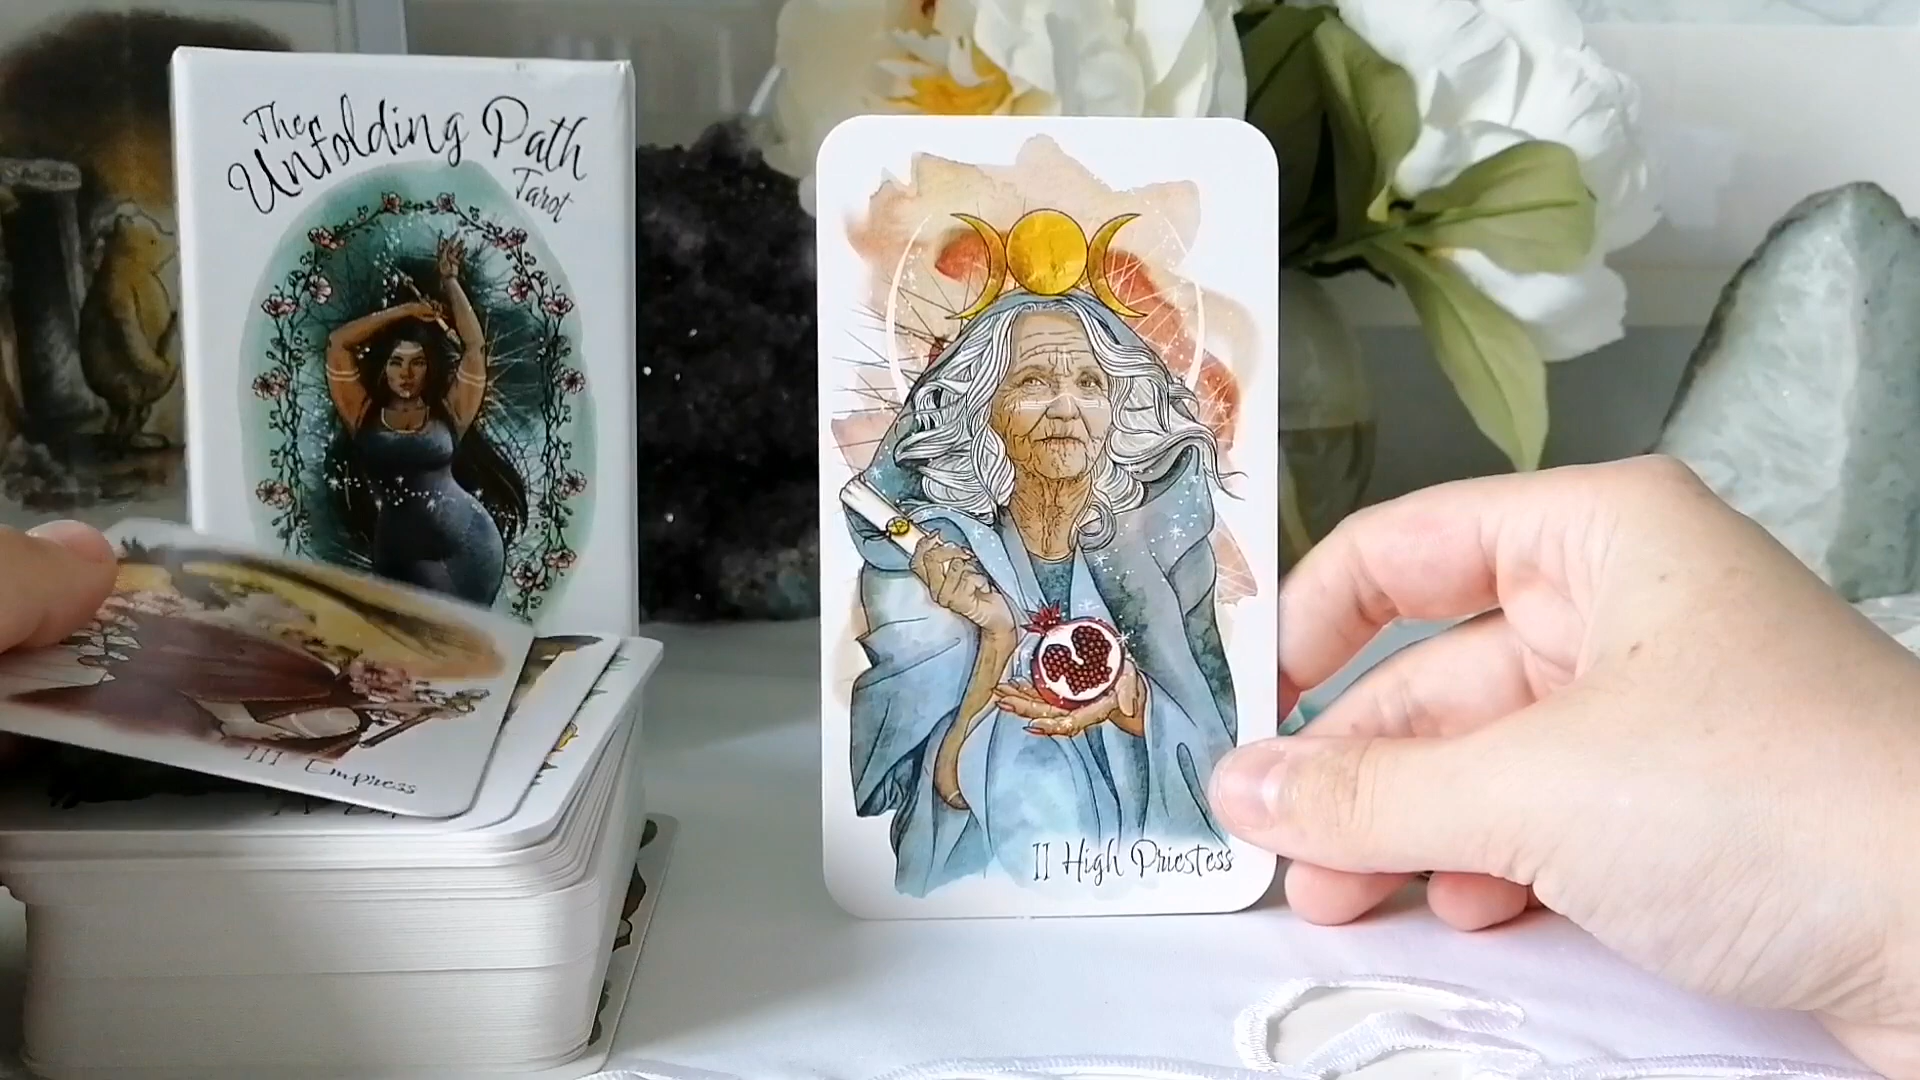 The
Unfolding Path
Tarot
II High Priestess
III Empress